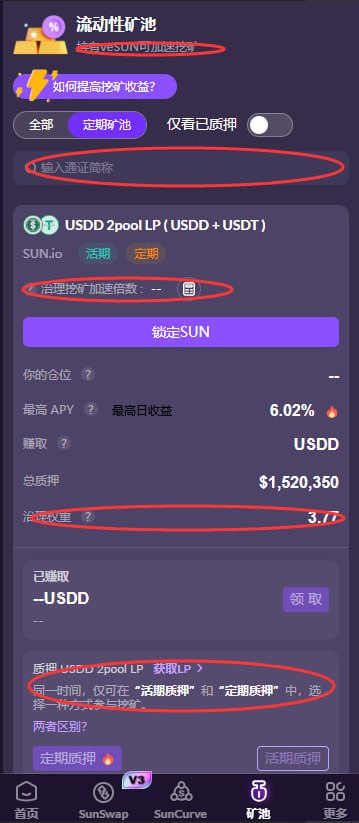 流动性矿池
持有veSUN可加速挖矿
如何提高挖矿收益?
全部 定期矿池 仅看已质押
输入通证简称
USDD 2pool LP ( USDD + USDT )
SUN.io 活期 定期
? 治理挖矿加速倍数： --
锁定SUN
你的仓位 ? --
最高 APY ? 最高日收益 6.02%
赚取 ? USDD
总质押 $1,520,350
治理权重 ? 3.77
已赚取
--USDD 领 取
--
质押 USDD 2pool LP 获取LP >
同一时间，仅可在 “活期质押” 和 “定期质押” 中，选
择一种方式参与挖矿。
两者区别?
定期质押 活期质押
V3
首页 SunSwap SunCurve 矿池 更多